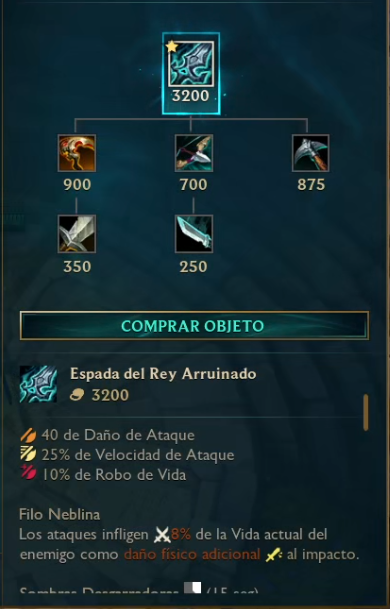 3200
900
700
875
350
250
COMPRAR OBJETO
Espada del Rey Arruinado
3200
40 de Daño de Ataque
25% de Velocidad de Ataque
10% de Robo de Vida
Filo Neblina
Los ataques infligen 8% de la Vida actual del
enemigo como daño físico adicional al impacto.